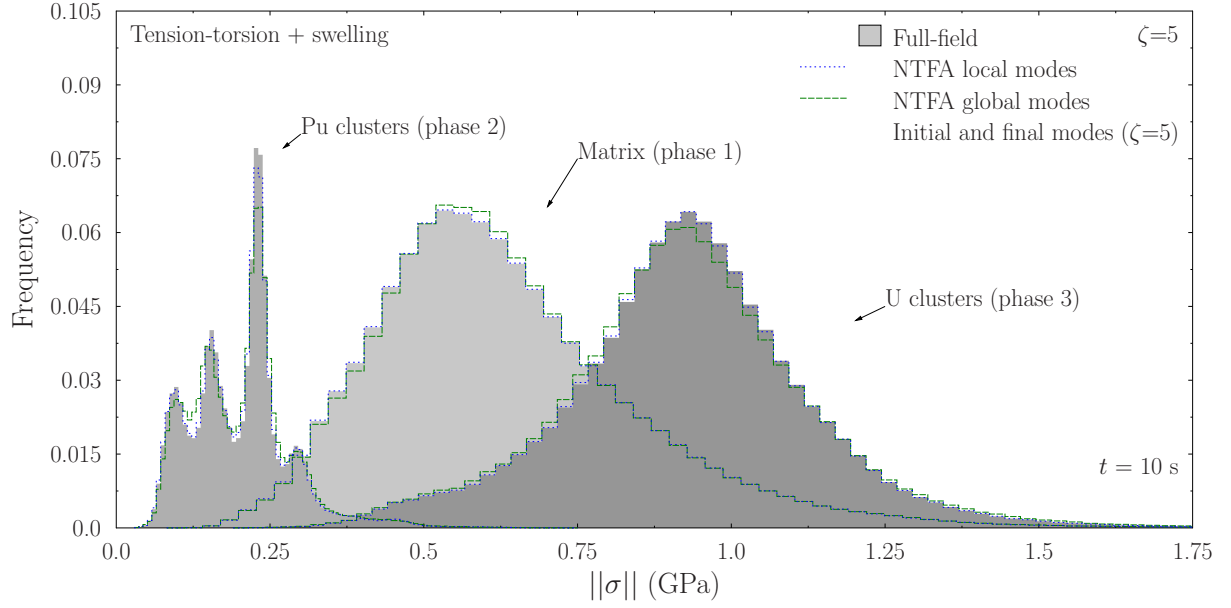 0.105
0.09
0.075
0.06
0.045
0.03
0.015
0.0
Frequency
Tension-torsion + swelling
ζ=5
Full-field
NTFA local modes
NTFA global modes
Initial and final modes (ζ=5)
Pu clusters (phase 2)
Matrix (phase 1)
U clusters (phase 3)
t = 10 s
0.0 0.25 0.5 0.75 1.0 1.25 1.5 1.75
||σ|| (GPa)